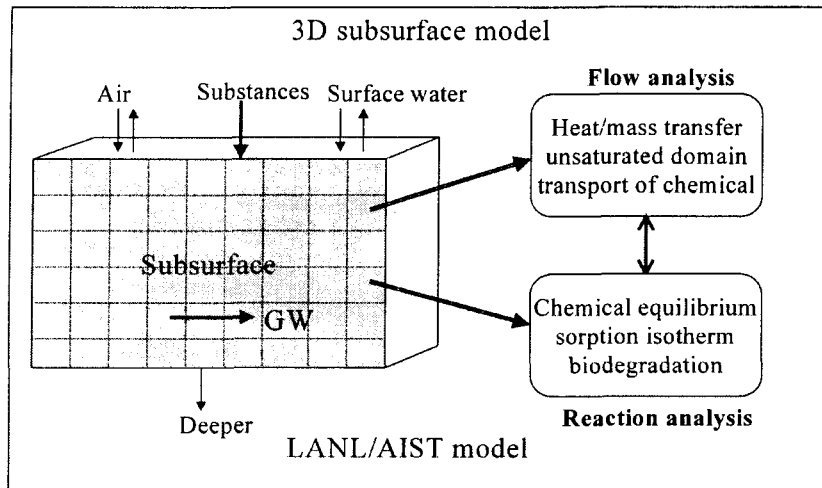 3D subsurface model
Air
Substances
Surface water
Subsurface
GW
Deeper
Flow analysis
Heat/mass transfer
unsaturated domain
transport of chemical
Chemical equilibrium
sorption isotherm
biodegradation
Reaction analysis
LANL/AIST model